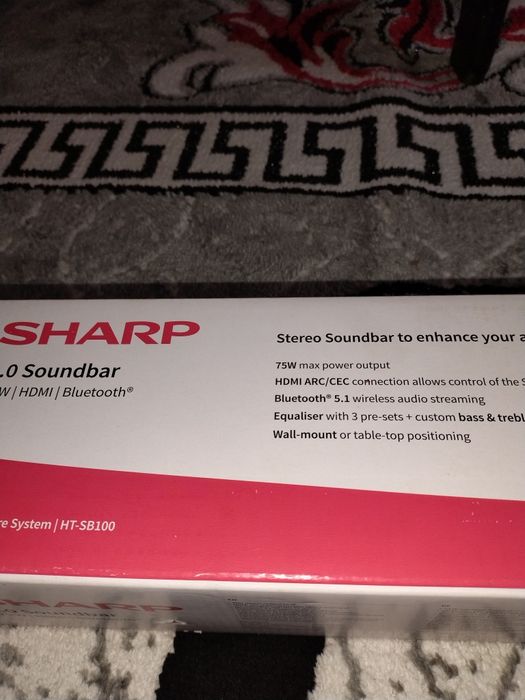 SHARP
.0 Soundbar
W | HDMI | Bluetooth®
Stereo Soundbar to enhance your a
75W max power output
HDMI ARC/CEC connection allows control of the S
Bluetooth® 5.1 wireless audio streaming
Equaliser with 3 pre-sets + custom bass & trebl
Wall-mount or table-top positioning
re System | HT-SB100
SHARP
.0 Soundbar